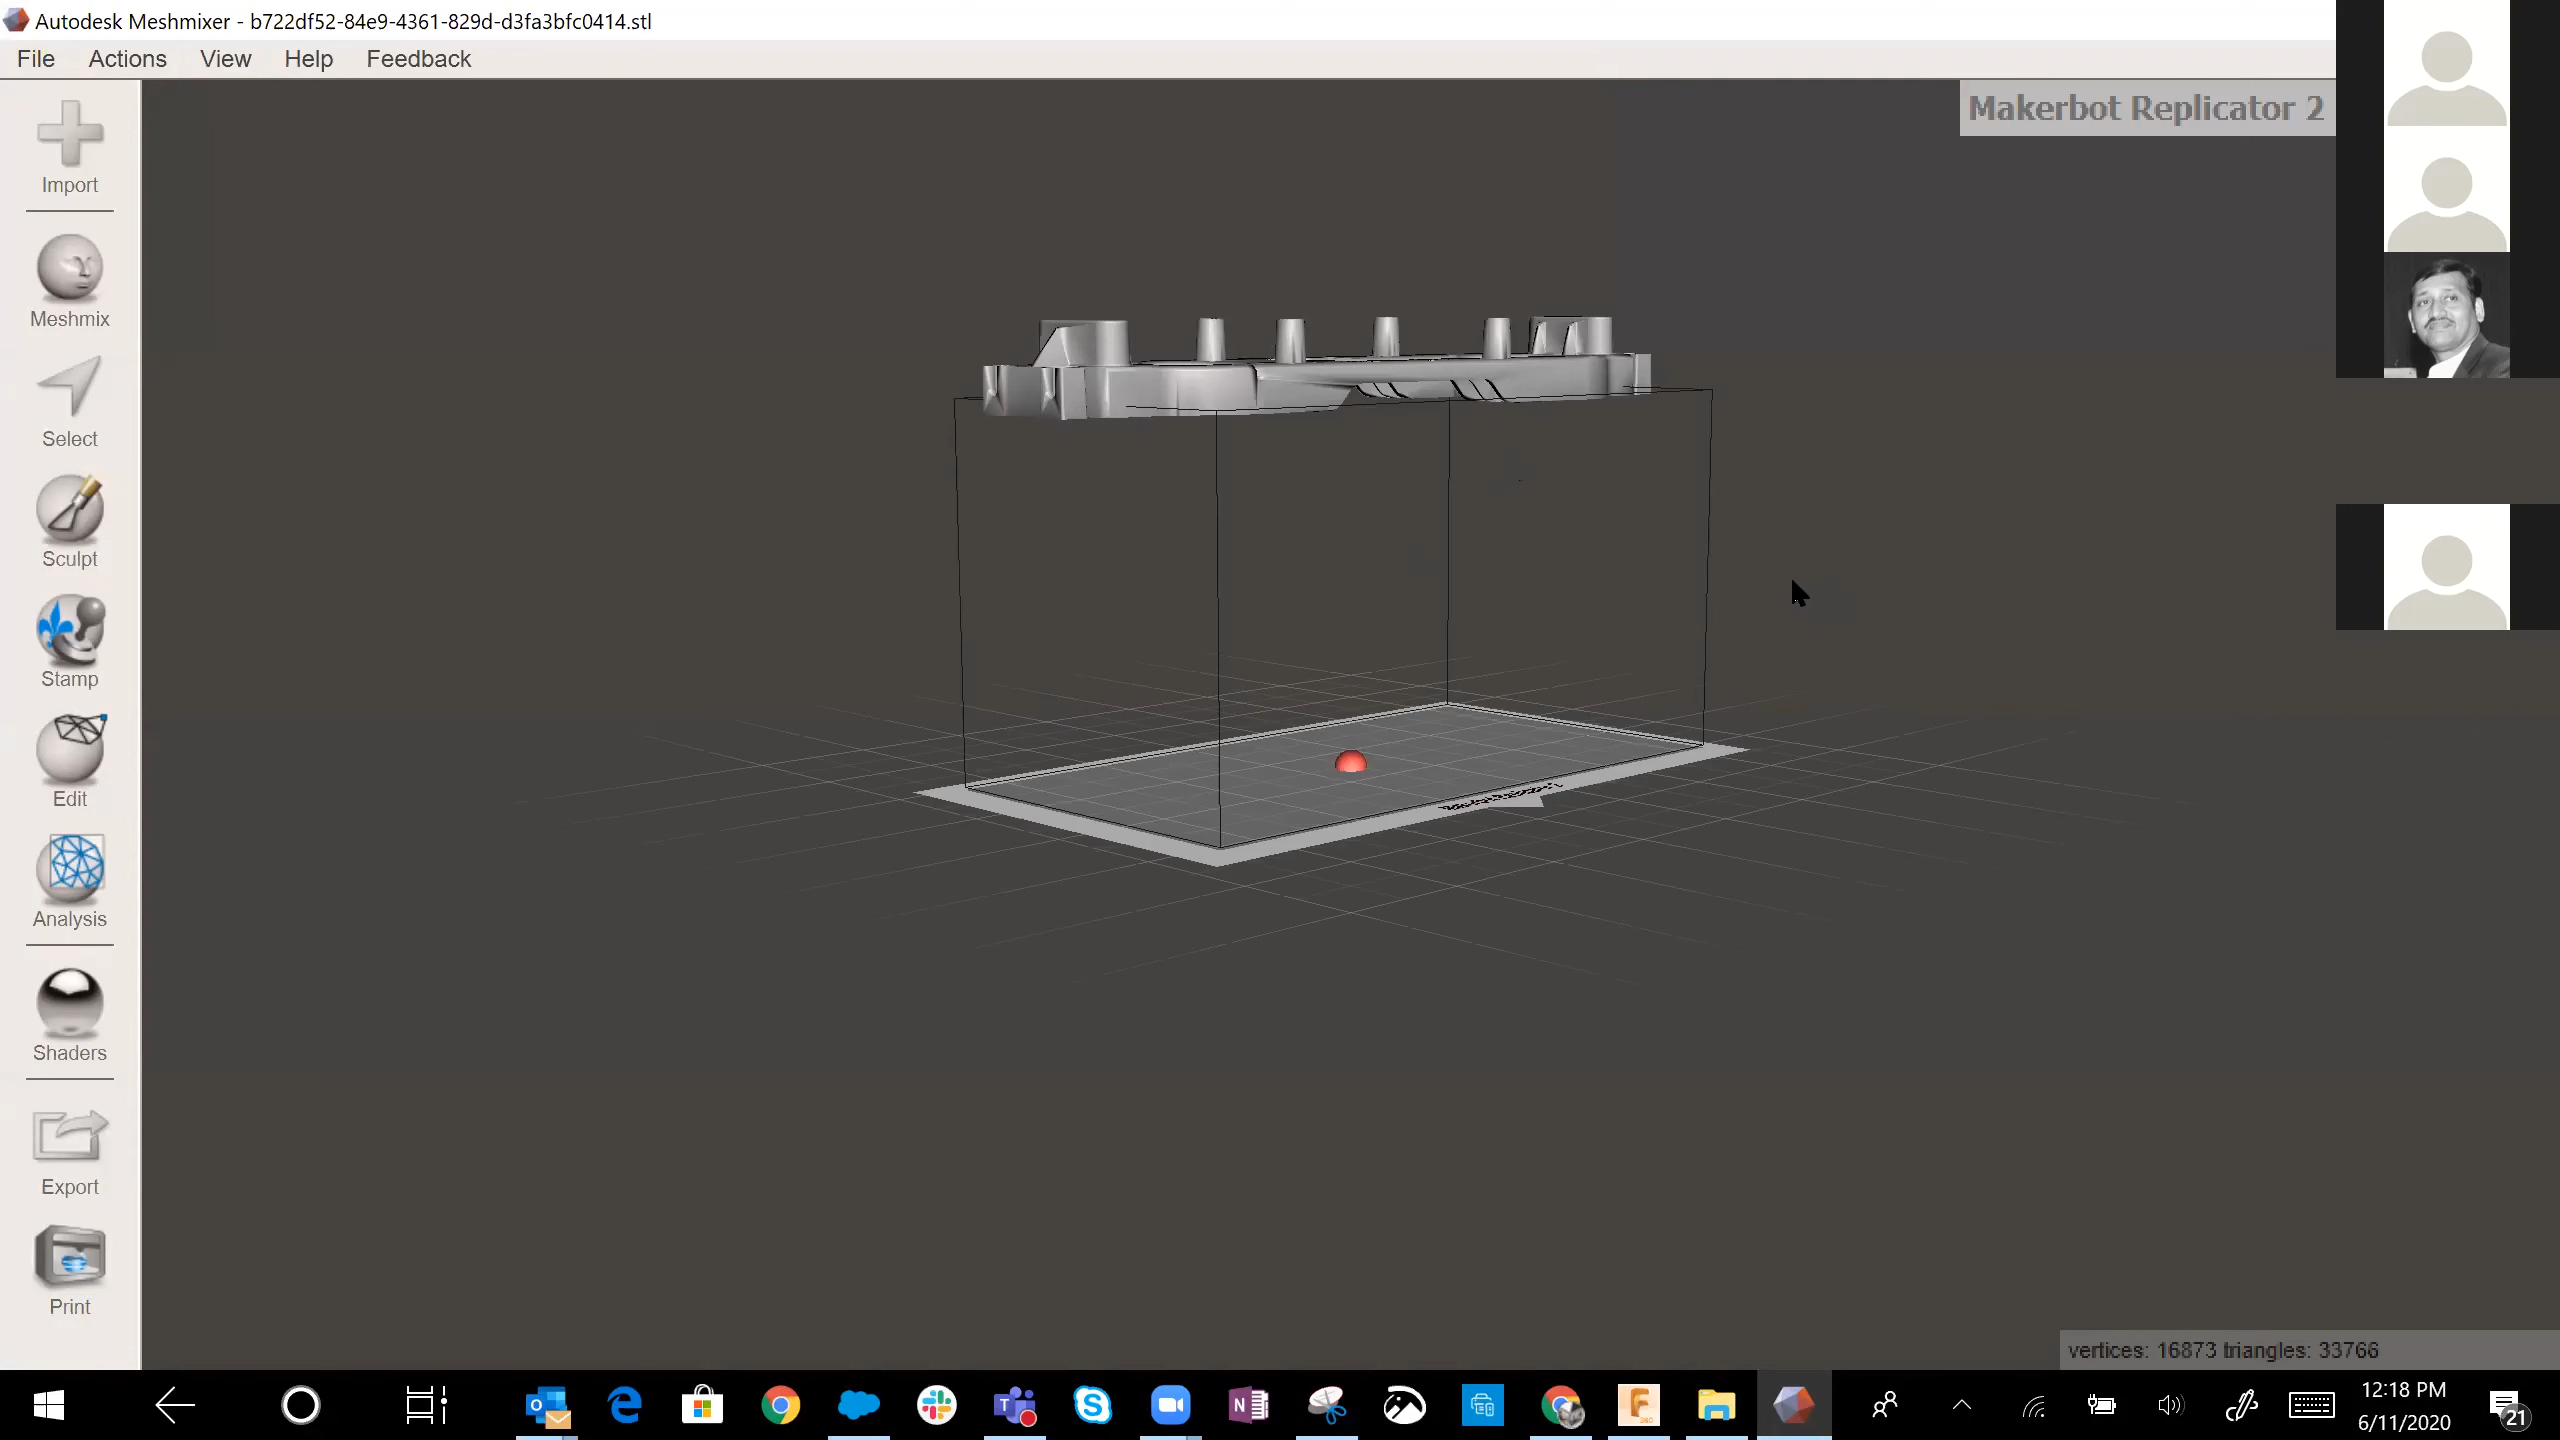 Autodesk Meshmixer - b722df52-84e9-4361-829d-d3fa3bfc0414.stl
File Actions View Help Feedback
Makerbot Replicator 2
Import
Meshmix
Select
Sculpt
Stamp
Edit
Analysis
Shaders
Export
Print
vertices: 16873 triangles: 33766
12:18 PM
6/11/2020
21